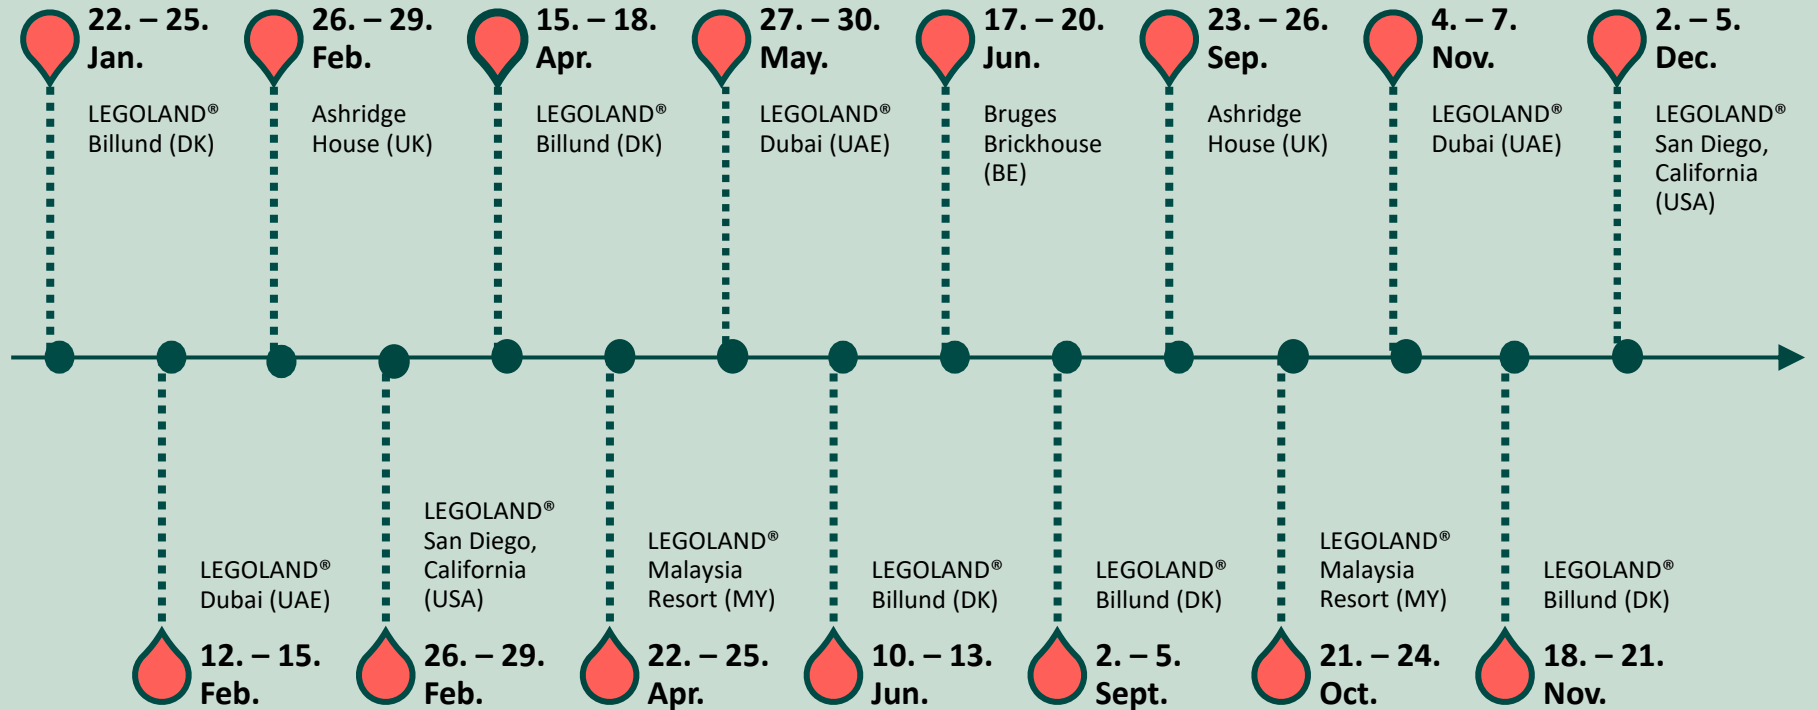 22. – 25.
Jan.
LEGOLAND®
Billund (DK)
26. – 29.
Feb.
Ashridge
House (UK)
15. – 18.
Apr.
LEGOLAND®
Billund (DK)
27. – 30.
May.
LEGOLAND®
Dubai (UAE)
17. – 20.
Jun.
Bruges
Brickhouse
(BE)
23. – 26.
Sep.
Ashridge
House (UK)
4. – 7.
Nov.
LEGOLAND®
Dubai (UAE)
2. – 5.
Dec.
LEGOLAND®
San Diego,
California
(USA)
LEGOLAND®
Dubai (UAE)
12. – 15.
Feb.
LEGOLAND®
San Diego,
California
(USA)
26. – 29.
Feb.
LEGOLAND®
Malaysia
Resort (MY)
22. – 25.
Apr.
LEGOLAND®
Billund (DK)
10. – 13.
Jun.
LEGOLAND®
Billund (DK)
2. – 5.
Sept.
LEGOLAND®
Malaysia
Resort (MY)
21. – 24.
Oct.
LEGOLAND®
Billund (DK)
18. – 21.
Nov.